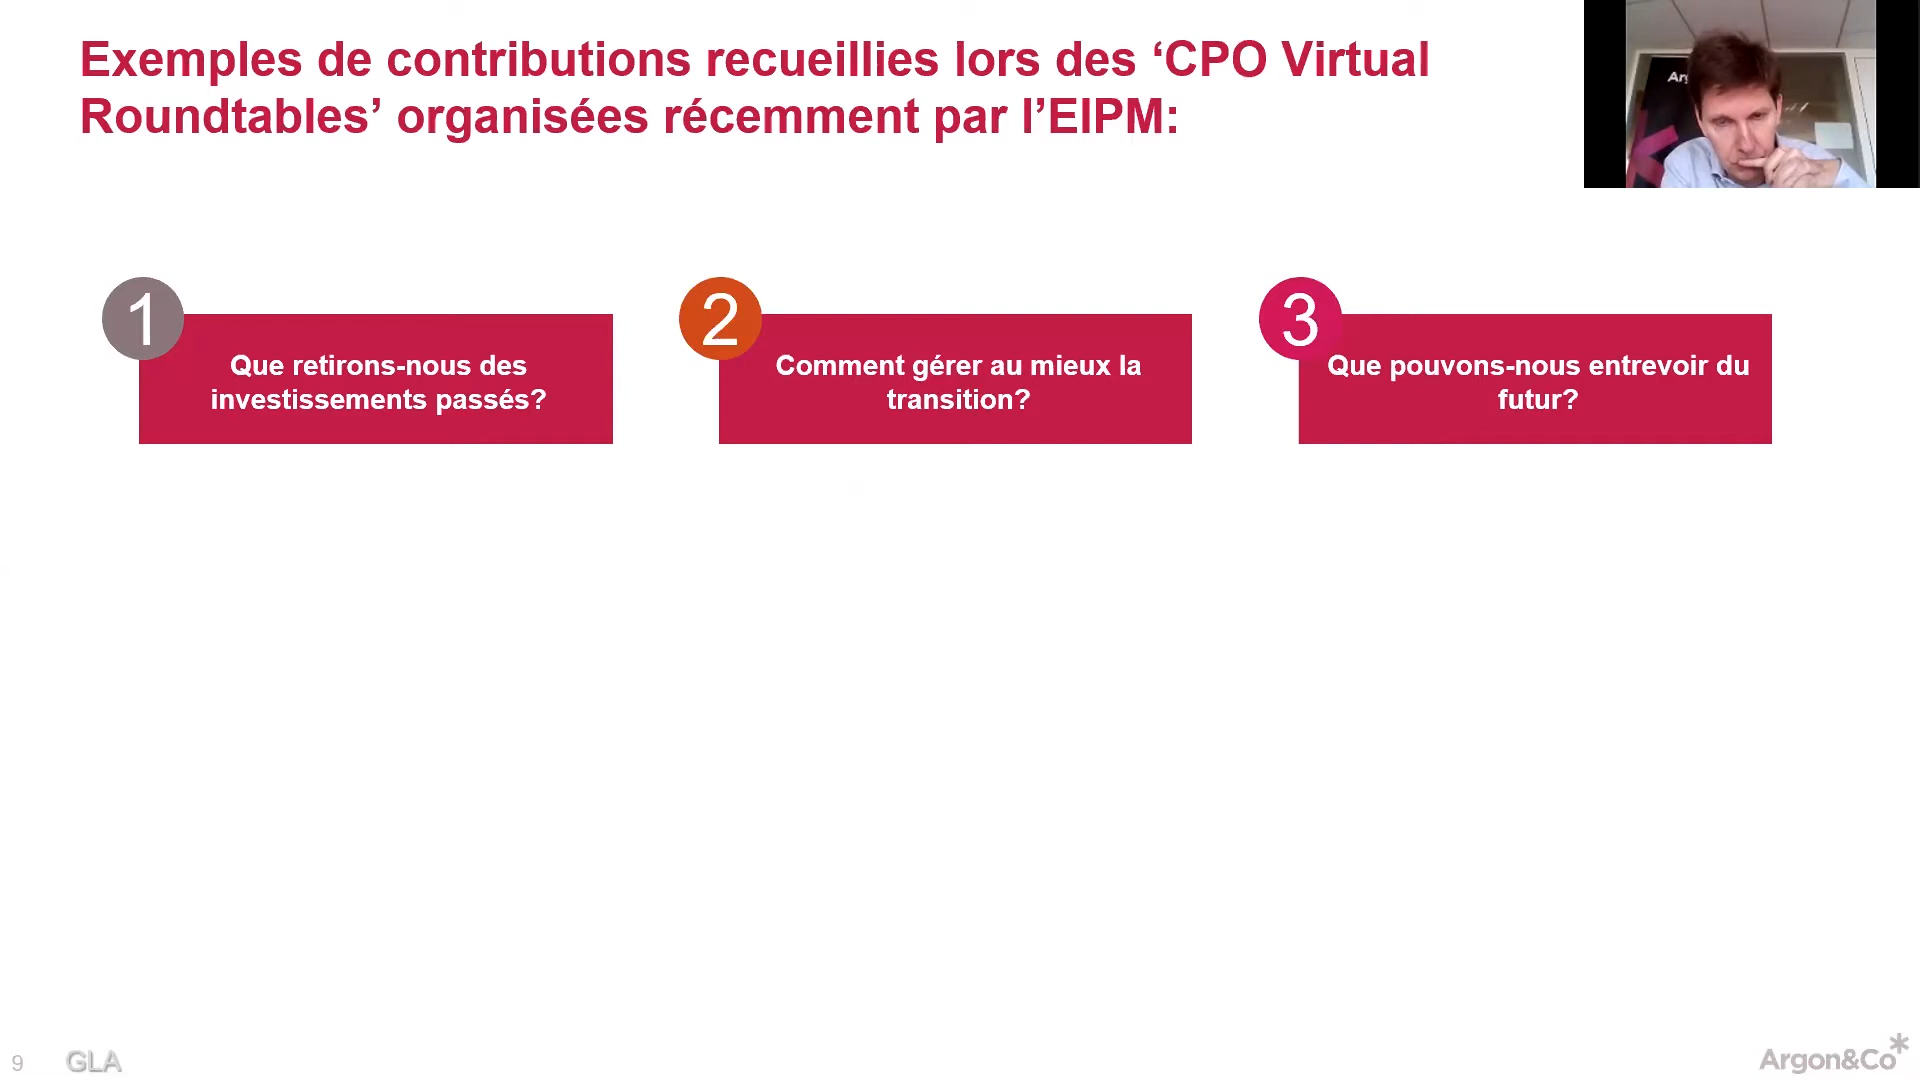 Exemples de contributions recueillies lors des ‘CPO Virtual
Roundtables’ organisées récemment par l’EIPM:
1
Que retirons-nous des
investissements passés?
2
Comment gérer au mieux la
transition?
3
Que pouvons-nous entrevoir du
futur?
9
GLA
Argon&Co